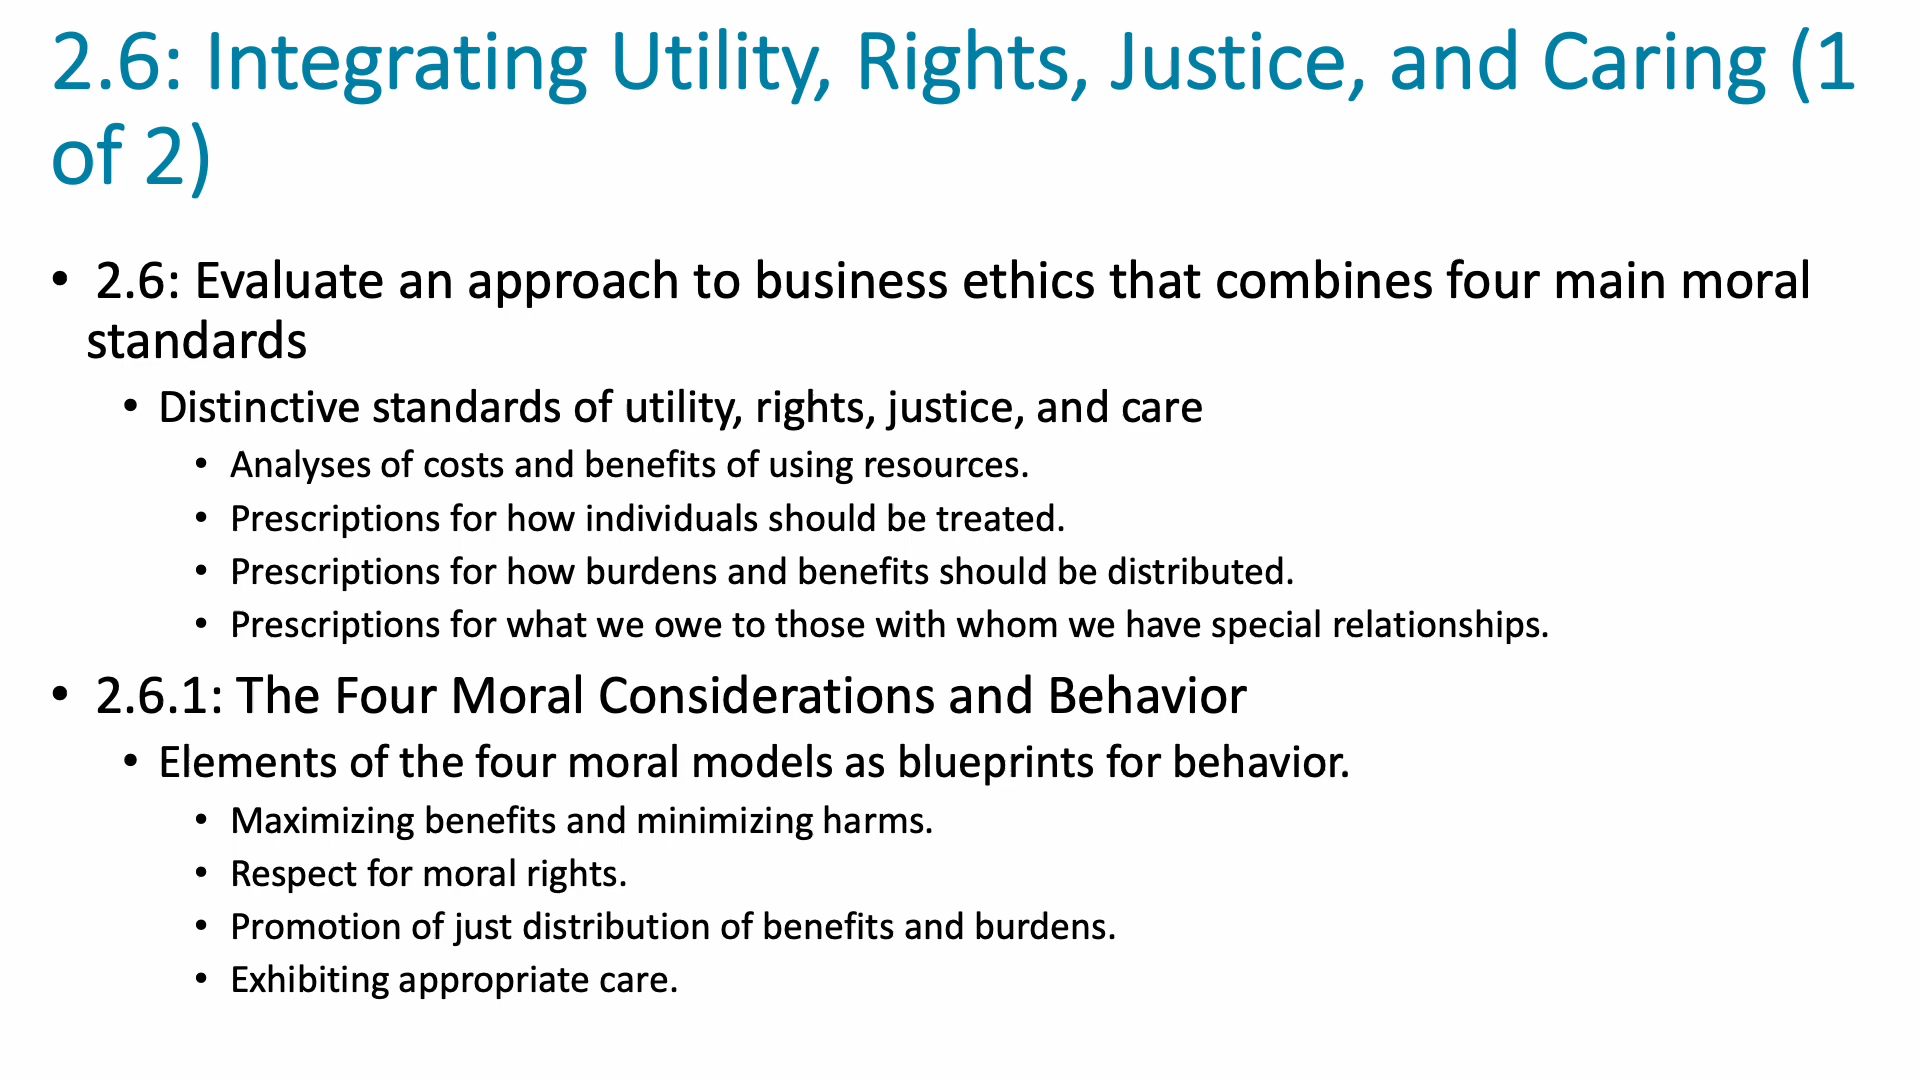 2.6: Integrating Utility, Rights, Justice, and Caring (1
of 2)
• 2.6: Evaluate an approach to business ethics that combines four main moral
standards
• Distinctive standards of utility, rights, justice, and care
• Analyses of costs and benefits of using resources.
• Prescriptions for how individuals should be treated.
• Prescriptions for how burdens and benefits should be distributed.
• Prescriptions for what we owe to those with whom we have special relationships.
• 2.6.1: The Four Moral Considerations and Behavior
• Elements of the four moral models as blueprints for behavior.
• Maximizing benefits and minimizing harms.
• Respect for moral rights.
• Promotion of just distribution of benefits and burdens.
• Exhibiting appropriate care.